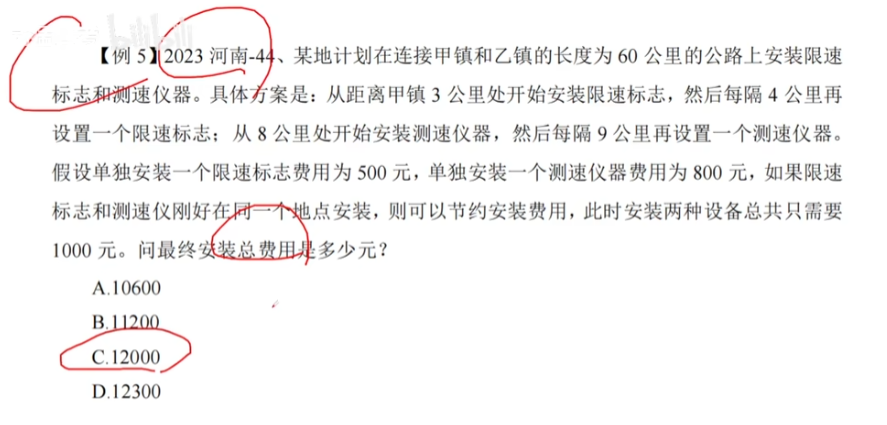 【例 5】2023 河南-44、某地计划在连接甲镇和乙镇的长度为 60 公里的公路上安装限速
标志和测速仪器。具体方案是：从距离甲镇 3 公里处开始安装限速标志，然后每隔 4 公里再
设置一个限速标志；从 8 公里处开始安装测速仪器，然后每隔 9 公里再设置一个测速仪器。
假设单独安装一个限速标志费用为 500 元，单独安装一个测速仪器费用为 800 元，如果限速
标志和测速仪刚好在同一个地点安装，则可以节约安装费用，此时安装两种设备总共只需要
1000 元。问最终安装总费用是多少元？
A.10600
B.11200
C.12000
D.12300